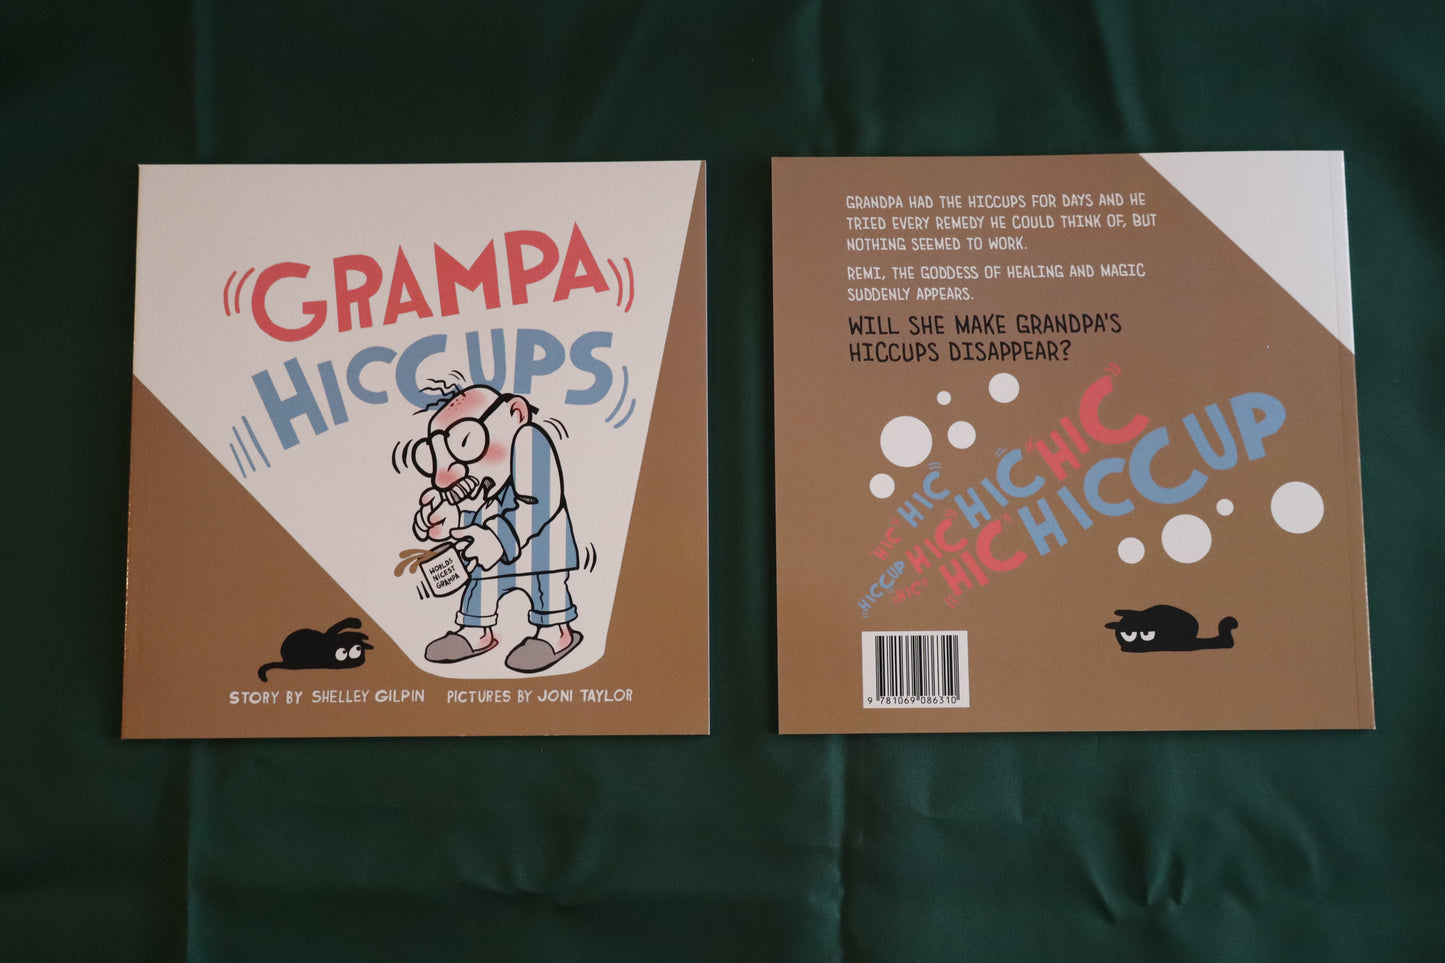 GRAMPA
HICCUPS
WORLDS
NICEST
GRAMPA
STORY BY SHELLEY GILPIN PICTURES BY JONI TAYLOR
GRANDPA HAD THE HICCUPS FOR DAYS AND HE
TRIED EVERY REMEDY HE COULD THINK OF, BUT
NOTHING SEEMED TO WORK.
REMI, THE GODDESS OF HEALING AND MAGIC
SUDDENLY APPEARS.
WILL SHE MAKE GRANDPA'S
HICCUPS DISAPPEAR?
HICCUP
"HIC"
"HIC"
HIC
HIC
HIC
HIC
HIC
HICCUP
9 781069 086310